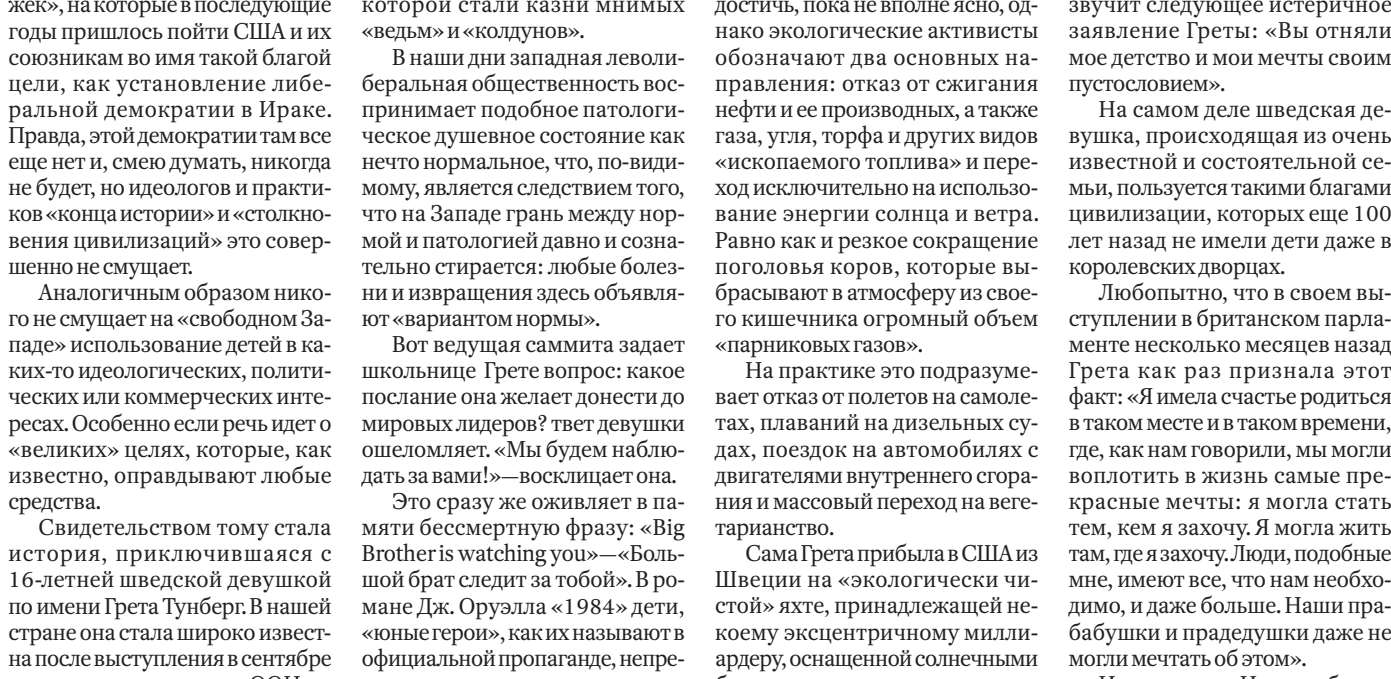 жек», на которые в последующие
годы пришлось пойти США и их
союзникам во имя такой благой
цели, как установление либе-
ральной демократии в Ираке.
Правда, этой демократии там все
еще нет и, смею думать, никогда
не будет, но идеологов и практи-
ков «конца истории» и «столкно-
вения цивилизаций» это совер-
шенно не смущает.
Аналогичным образом нико-
го не смущает на «свободном За-
паде» использование детей в ка-
ких-то идеологических, полити-
ческих или коммерческих инте-
ресах. Особенно если речь идет о
«великих» целях, которые, как
известно, оправдывают любые
средства.
Свидетельством тому стала
история, приключившаяся с
16-летней шведской девушкой
по имени Грета Тунберг. В нашей
стране она стала широко извест-
на после выступления в сентябре
которой стали казни мнимых
«ведьм» и «колдунов».
В наши дни западная леволи-
беральная общественность вос-
принимает подобное патологи-
ческое душевное состояние как
нечто нормальное, что, по-види-
мому, является следствием того,
что на Западе грань между нор-
мой и патологией давно и созна-
тельно стирается: любые болез-
ни и извращения здесь объявля-
ют «вариантом нормы».
Вот ведущая саммита задает
школьнице Грете вопрос: какое
послание она желает донести до
мировых лидеров? твет девушки
ошеломляет. «Мы будем наблю-
дать за вами!»—восклицает она.
Это сразу же оживляет в па-
мяти бессмертную фразу: «Big
Brother is watching you»—«Боль-
шой брат следит за тобой». В ро-
мане Дж. Оруэлла «1984» дети,
«юные герои», как их называют в
официальной пропаганде, непре-
достичь, пока не вполне ясно, од-
нако экологические активисты
обозначают два основных на-
правления: отказ от сжигания
нефти и ее производных, а также
газа, угля, торфа и других видов
«ископаемого топлива» и пере-
ход исключительно на использо-
вание энергии солнца и ветра.
Равно как и резкое сокращение
поголовья коров, которые вы-
брасывают в атмосферу из свое-
го кишечника огромный объем
«парниковых газов».
На практике это подразуме-
вает отказ от полетов на самоле-
тах, плаваний на дизельных су-
дах, поездок на автомобилях с
двигателями внутреннего сгора-
ния и массовый переход на веге-
тарианство.
Сама Грета прибыла в США из
Швеции на «экологически чи-
стой» яхте, принадлежащей не-
коему эксцентричному милли-
ардеру, оснащенной солнечными
звучит следующее истеричное
заявление Греты: «Вы отняли
мое детство и мои мечты своим
пустословием».
На самом деле шведская де-
вушка, происходящая из очень
известной и состоятельной се-
мьи, пользуется такими благами
цивилизации, которых еще 100
лет назад не имели дети даже в
королевских дворцах.
Любопытно, что в своем вы-
ступлении в британском парла-
менте несколько месяцев назад
Грета как раз признала этот
факт: «Я имела счастье родиться
в таком месте и в таком времени,
где, как нам говорили, мы могли
воплотить в жизнь самые пре-
красные мечты: я могла стать
тем, кем я захочу. Я могла жить
там, где я захочу. Люди, подобные
мне, имеют все, что нам необхо-
димо, и даже больше. Наши пра-
бабушки и прадедушки даже не
могли мечтать об этом».